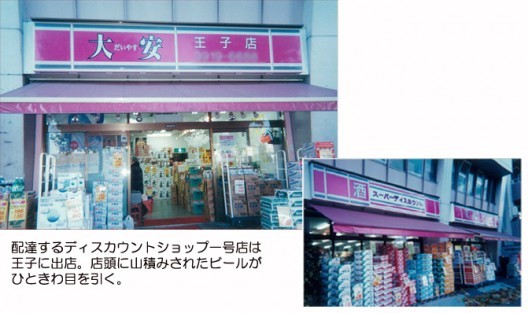 大安
だいやす
王子店
酒
スーパーディスカウント
配達するディスカウントショップ一号店は
王子に出店。店頭に山積みされたビールが
ひときわ目を引く。